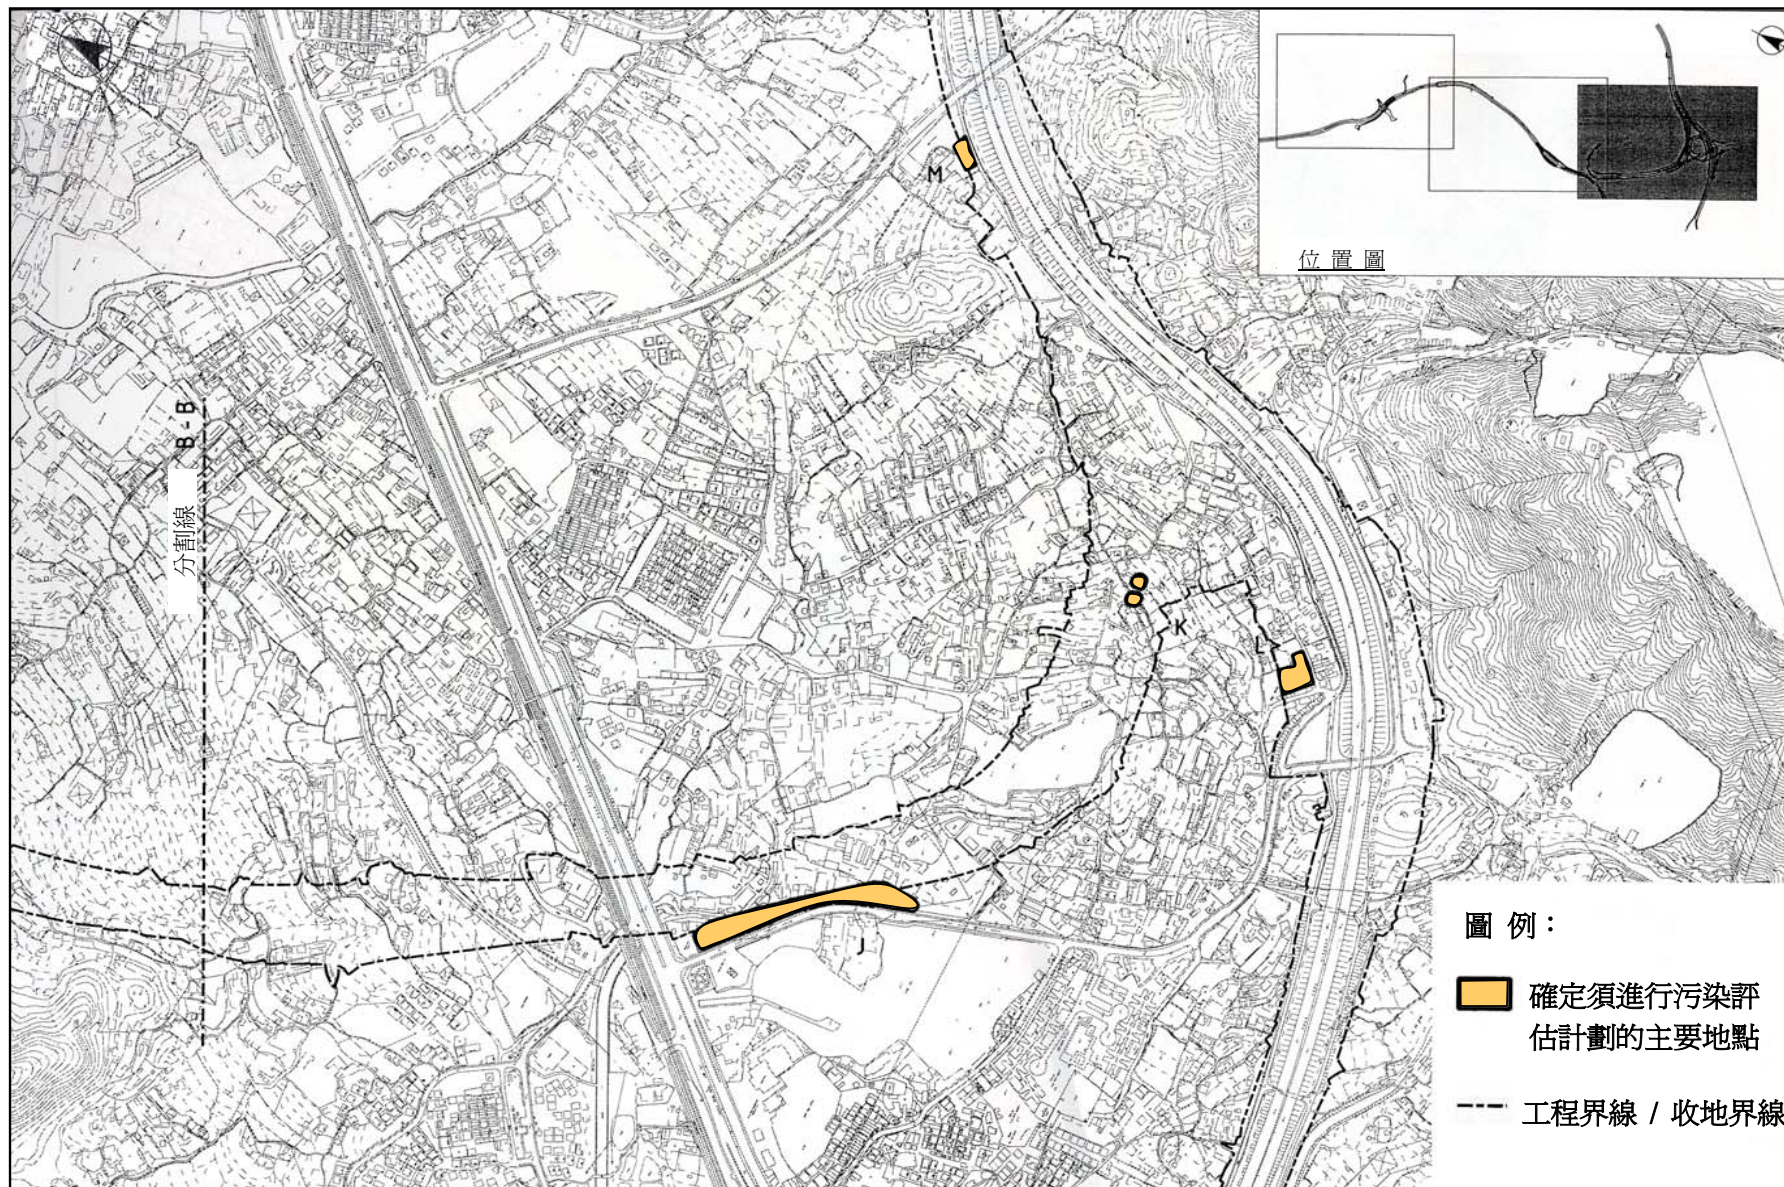 位置圖
M
B - B
分割線
K
L
J
圖 例：
確定須進行污染評
估計劃的主要地點
工程界線 / 收地界線